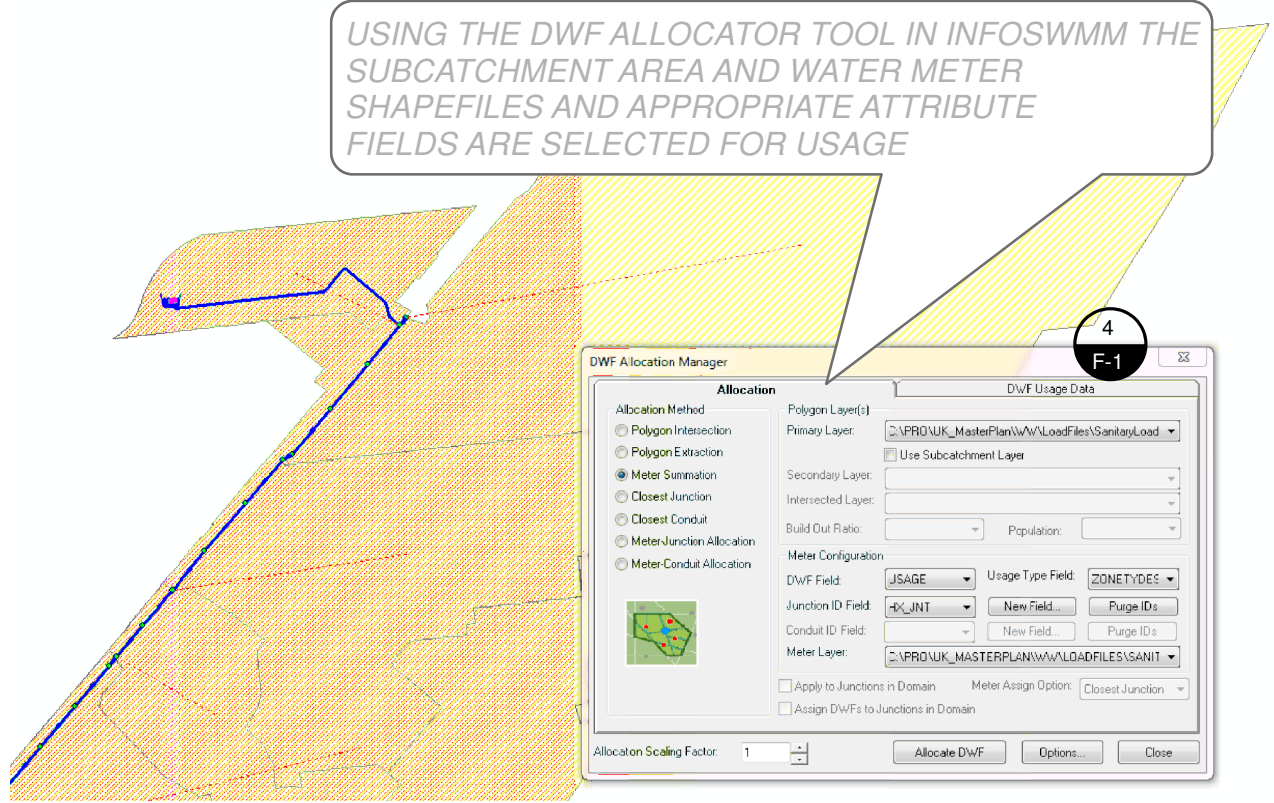 USING THE DWF ALLOCATOR TOOL IN INFOSWMM THE
SUBCATCHMENT AREA AND WATER METER
SHAPEFILES AND APPROPRIATE ATTRIBUTE
FIELDS ARE SELECTED FOR USAGE
4
F-1
DWF Allocation Manager
Allocation
DWF Usage Data
Allocation Method
Polygon Intersection
Polygon Extraction
Meter Summation
Closest Junction
Closest Conduit
Meter-Junction Allocation
Meter-Conduit Allocation
Polygon Layer(s)
Primary Layer: C:\PRO\UK_MasterPlan\WW\LoadFiles\SanitaryLoad
Use Subcatchment Layer
Secondary Layer:
Intersected Layer:
Build Out Ratio: Population:
Meter Configuration
DWF Field: USAGE Usage Type Field: ZONETYDES
Junction ID Field: HX_JNT New Field... Purge IDs
Conduit ID Field: New Field... Purge IDs
Meter Layer: C:\PRO\UK_MASTERPLAN\WW\LOADFILES\SANIT
Apply to Junctions in Domain Meter Assign Option: Closest Junction
Assign DWFs to Junctions in Domain
Allocation Scaling Factor: 1 Allocate DWF Options... Close